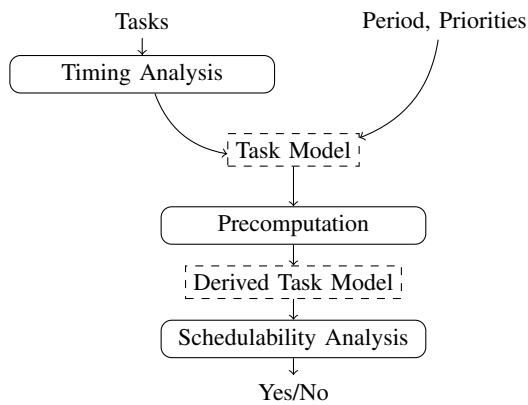 Tasks
Period, Priorities
Timing Analysis
Task Model
Precomputation
Derived Task Model
Schedulability Analysis
Yes/No